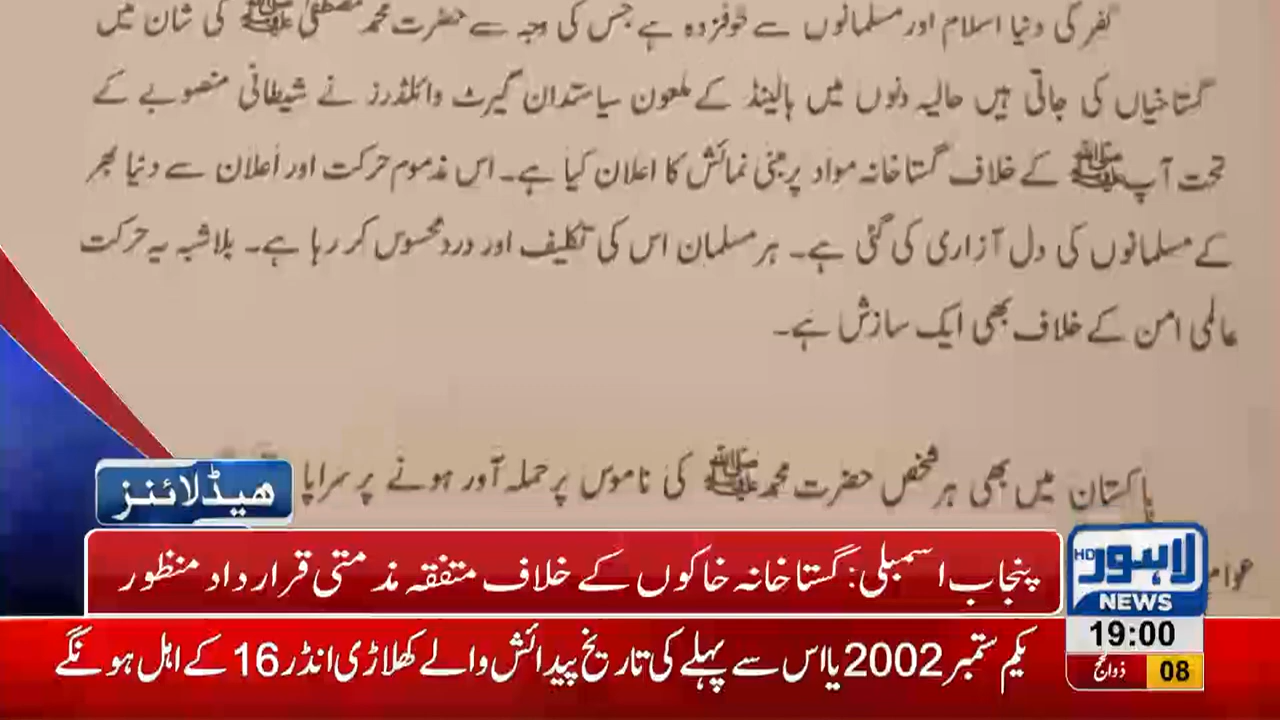 کفر کی دنیا اسلام اور مسلمانوں سے خوفزدہ ہے جس کی وجہ سے حضرت محمد مصطفیٰ ﷺ کی شان میں
گستاخیاں کی جاتی ہیں حالیہ دنوں میں ہالینڈ کے ملعون سیاستدان گیرٹ وائلڈرز نے شیطانی منصوبے کے
تحت آپ ﷺ کے خلاف گستاخانہ مواد پر مبنی نمائش کا اعلان کیا ہے۔ اس مذموم حرکت اور اعلان سے دنیا بھر
کے مسلمانوں کی دل آزاری کی گئی ہے۔ ہر مسلمان اس کی تکلیف اور درد محسوس کر رہا ہے۔ بلاشبہ یہ حرکت
عالمی امن کے خلاف بھی ایک سازش ہے۔
پاکستان میں بھی ہر شخص حضرت محمد ﷺ کی ناموس پر حملہ آور ہونے پر سراپا
ھیڈلائنز
پنجاب اسمبلی: گستاخانہ خاکوں کے خلاف متفقہ مذمتی قرارداد منظور
لاہور HD
NEWS
19:00
یکم ستمبر 2002 یا اس سے پہلے کی تاریخ پیدائش والے کھلاڑی انڈر 16 کے اہل ہونگے
08 ذوالحج